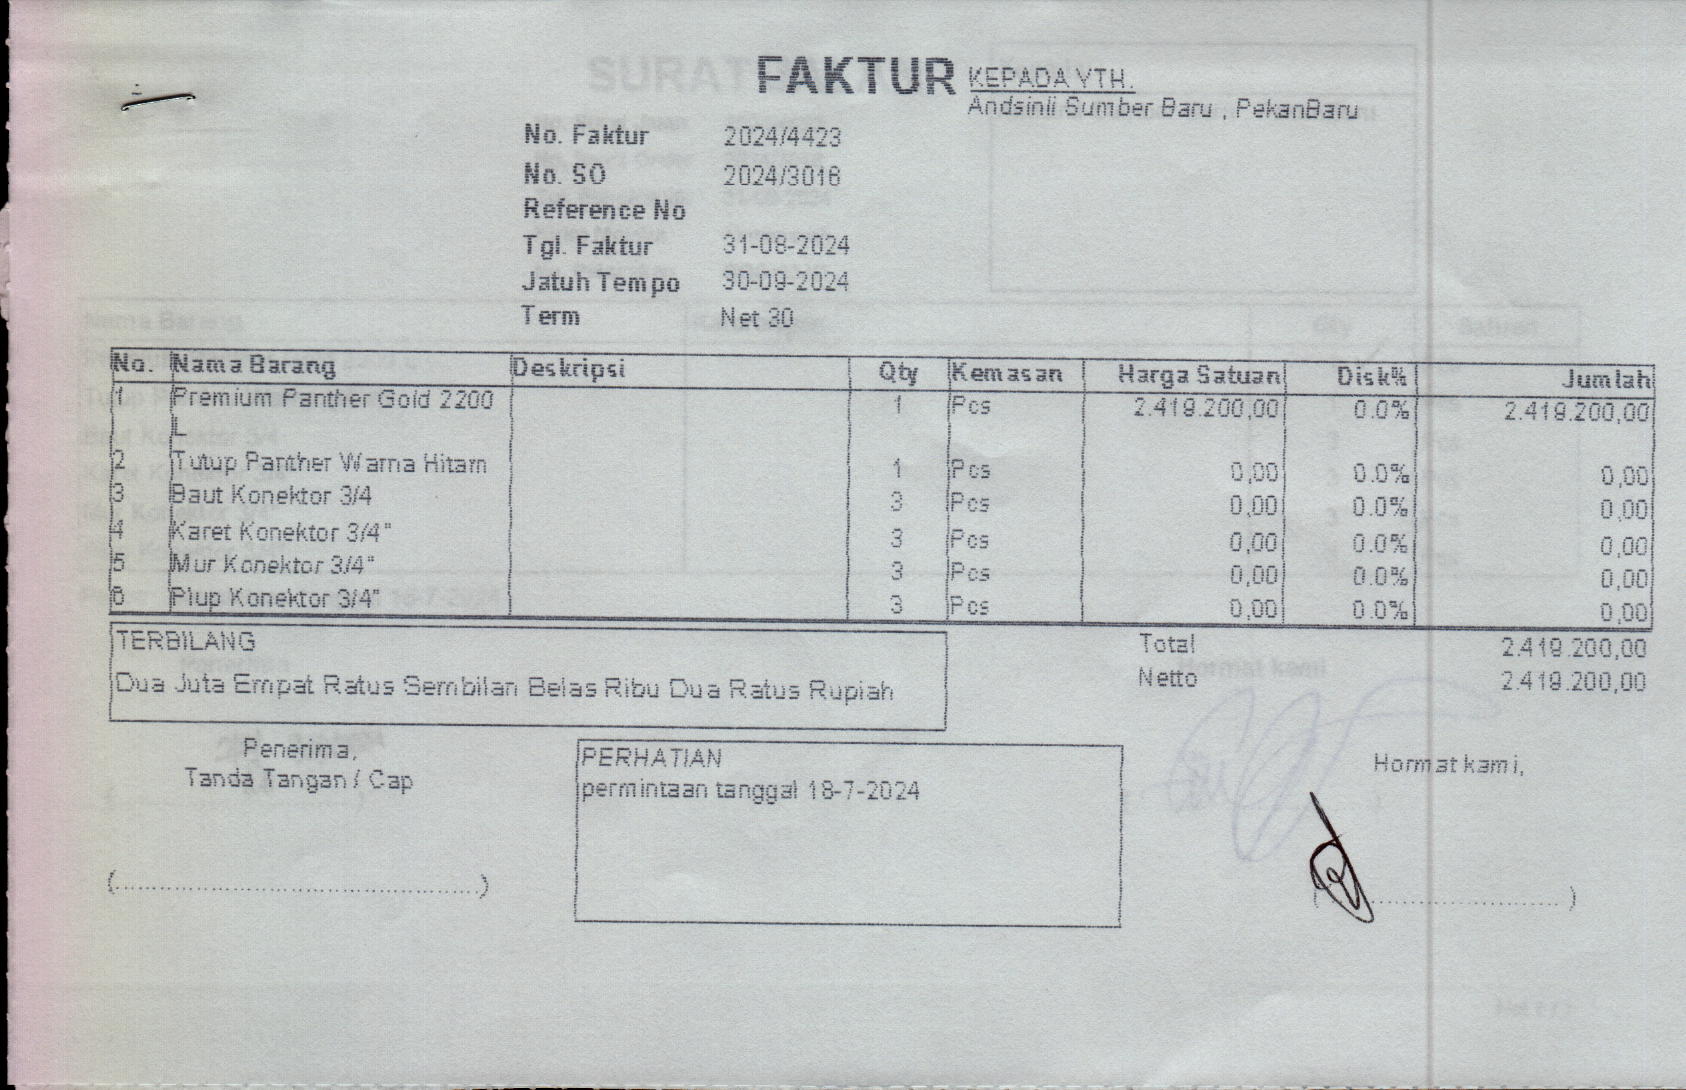 FAKTUR
KEPADA YTH.
Andsinli Sumber Baru , PekanBaru
No. Faktur 2024/4423
No. SO 2024/3016
Reference No
Tgl. Faktur 31-08-2024
Jatuh Tempo 30-09-2024
Term Net 30
No. Nama Barang Deskripsi Qty Kemasan Harga Satuan Disk% Jumlah
1 Premium Panther Gold 2200 1 Pcs 2.419.200,00 0.0% 2.419.200,00
L
2 Tutup Panther Warna Hitam 1 Pcs 0,00 0.0% 0,00
3 Baut Konektor 3/4 3 Pcs 0,00 0.0% 0,00
4 Karet Konektor 3/4" 3 Pcs 0,00 0.0% 0,00
5 Mur Konektor 3/4" 3 Pcs 0,00 0.0% 0,00
6 Plup Konektor 3/4" 3 Pcs 0,00 0.0% 0,00
TERBILANG
Dua Juta Empat Ratus Sembilan Belas Ribu Dua Ratus Rupiah
Total 2.419.200,00
Netto 2.419.200,00
Penerima,
Tanda Tangan / Cap
PERHATIAN
permintaan tanggal 18-7-2024
Hormat kami,
(.................................................)
(.................................................)